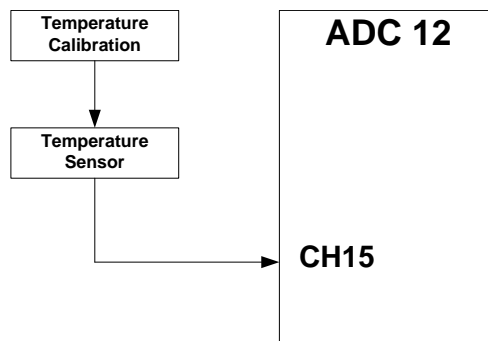 Temperature
Calibration
ADC 12
Temperature
Sensor
CH15